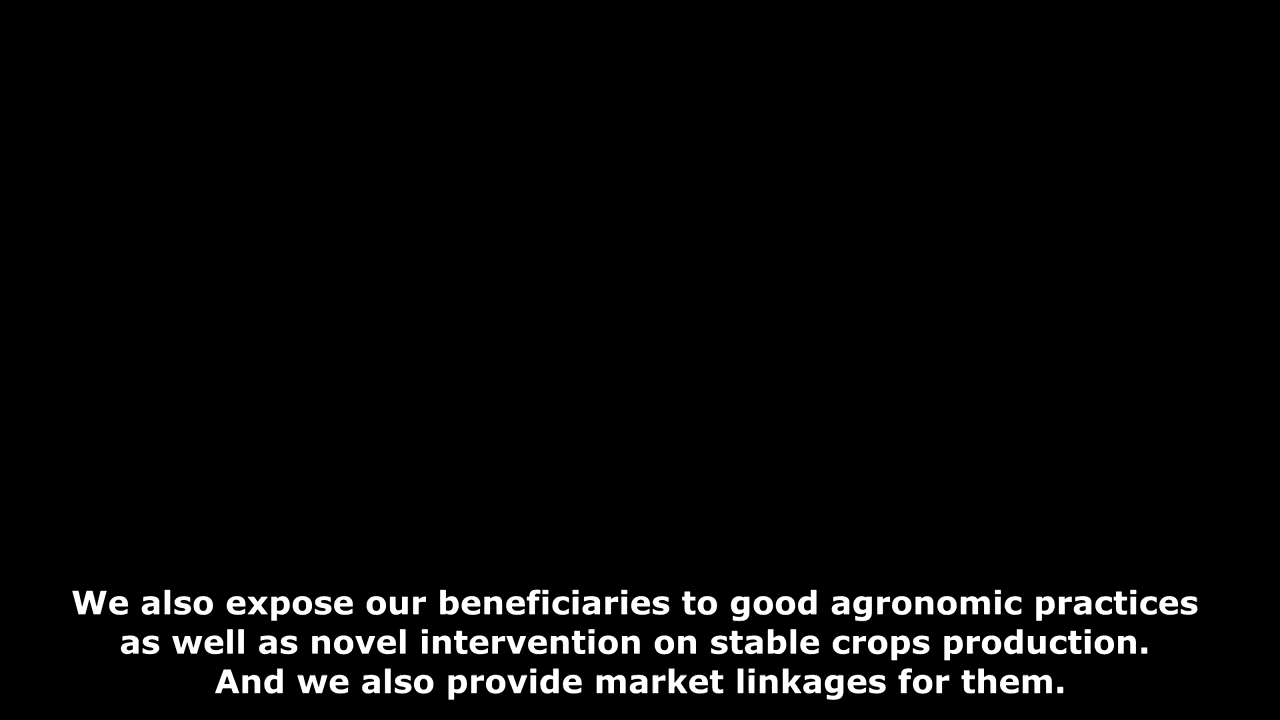 We also expose our beneficiaries to good agronomic practices
as well as novel intervention on stable crops production.
And we also provide market linkages for them.